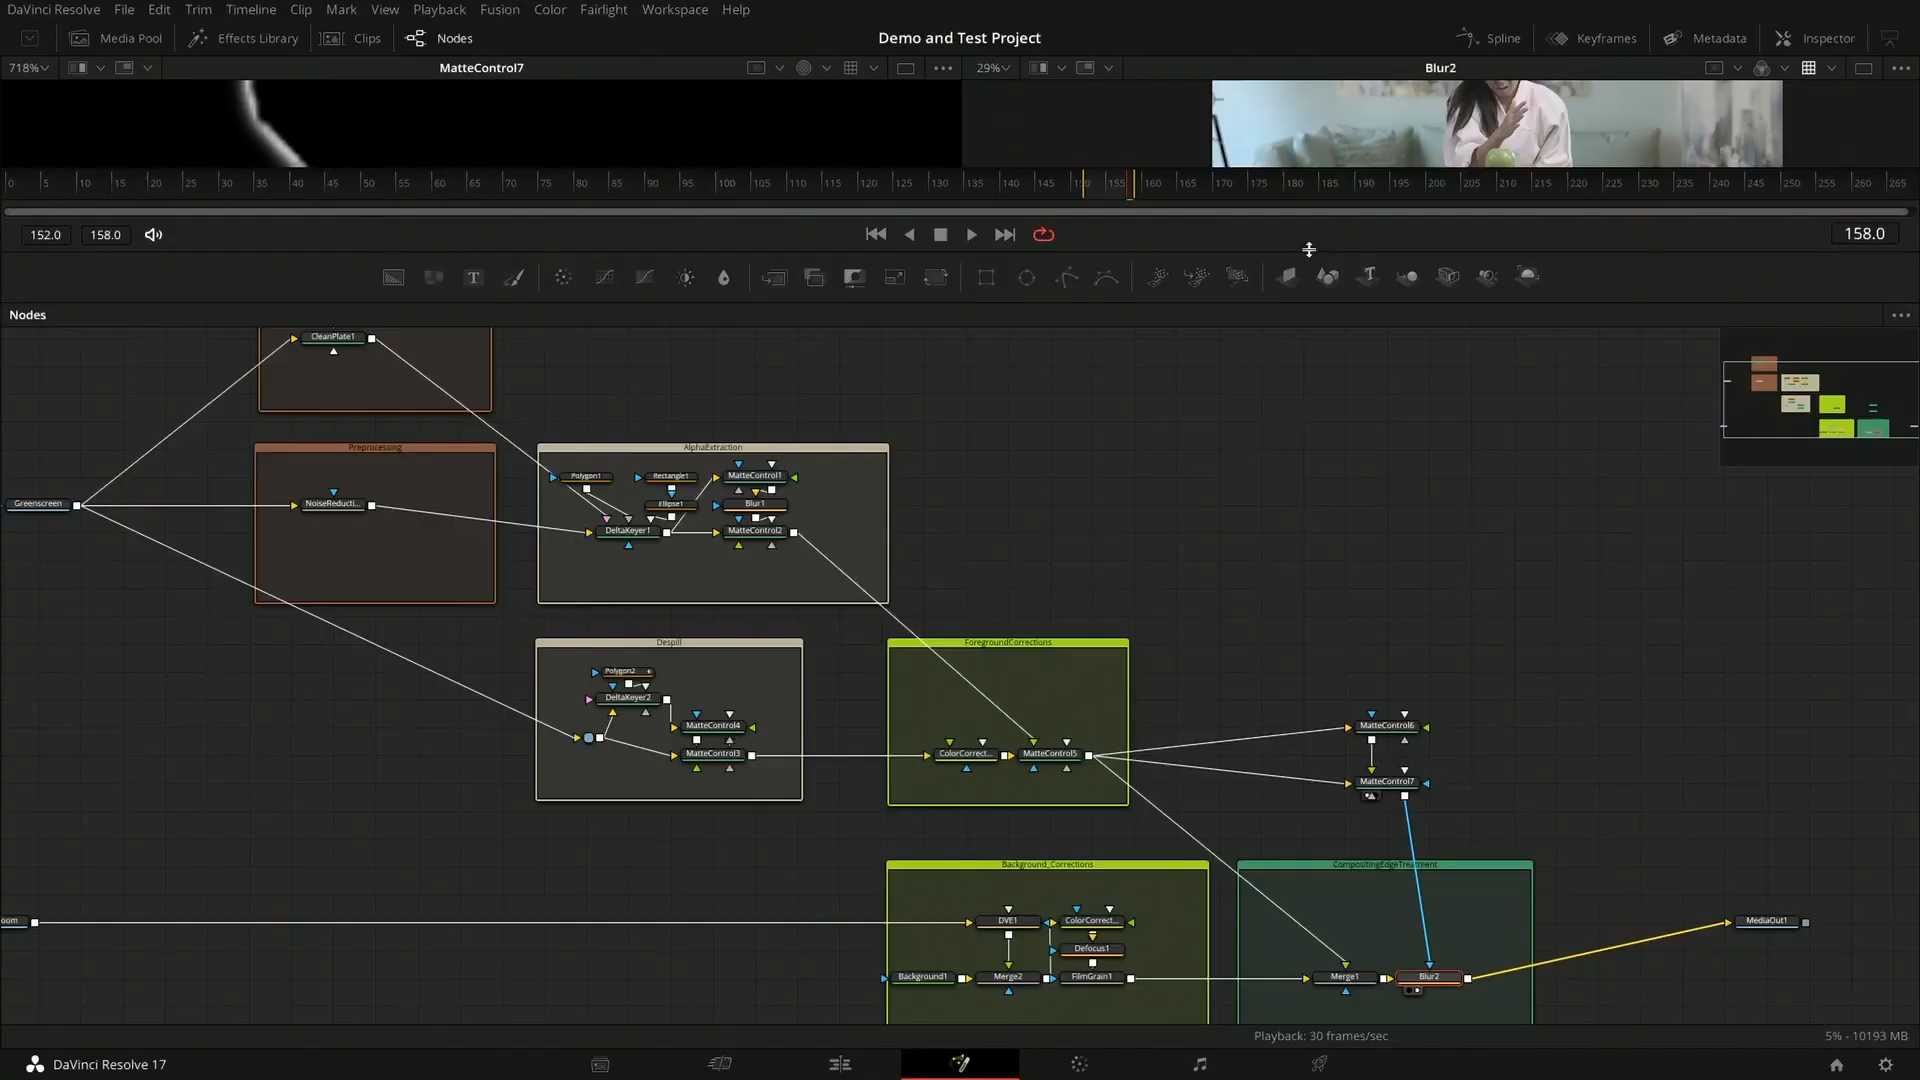 DaVinci Resolve File Edit Trim Timeline Clip Mark View Playback Fusion Color Fairlight Workspace Help
Media Pool Effects Library Clips Nodes Demo and Test Project Spline Keyframes Metadata Inspector
718% MatteControl7 29% Blur2
0 5 10 15 20 25 30 35 40 45 50 55 60 65 70 75 80 85 90 95 100 105 110 115 120 125 130 135 140 145 150 155 160 165 170 175 180 185 190 195 200 205 210 215 220 225 230 235 240 245 250 255 260 265
152.0 158.0 158.0
Nodes
CleanPlate1
Preprocessing AlphaExtraction
Polygon1 Rectangle1 MatteControl1
Greenscreen NoiseReducti... Ellipse1 Blur1
DeltaKeyer1 MatteControl2
Despill ForegroundCorrections
Polygon2
DeltaKeyer2
MatteControl4 MatteControl6
MatteControl3 ColorCorrect... MatteControl5
MatteControl7
Background_Corrections CompositingEdgeTreatment
oom DVE1 ColorCorrect... MediaOut1
Defocus1
Background1 Merge2 FilmGrain1 Merge1 Blur2
Playback: 30 frames/sec 5% - 10193 MB
DaVinci Resolve 17